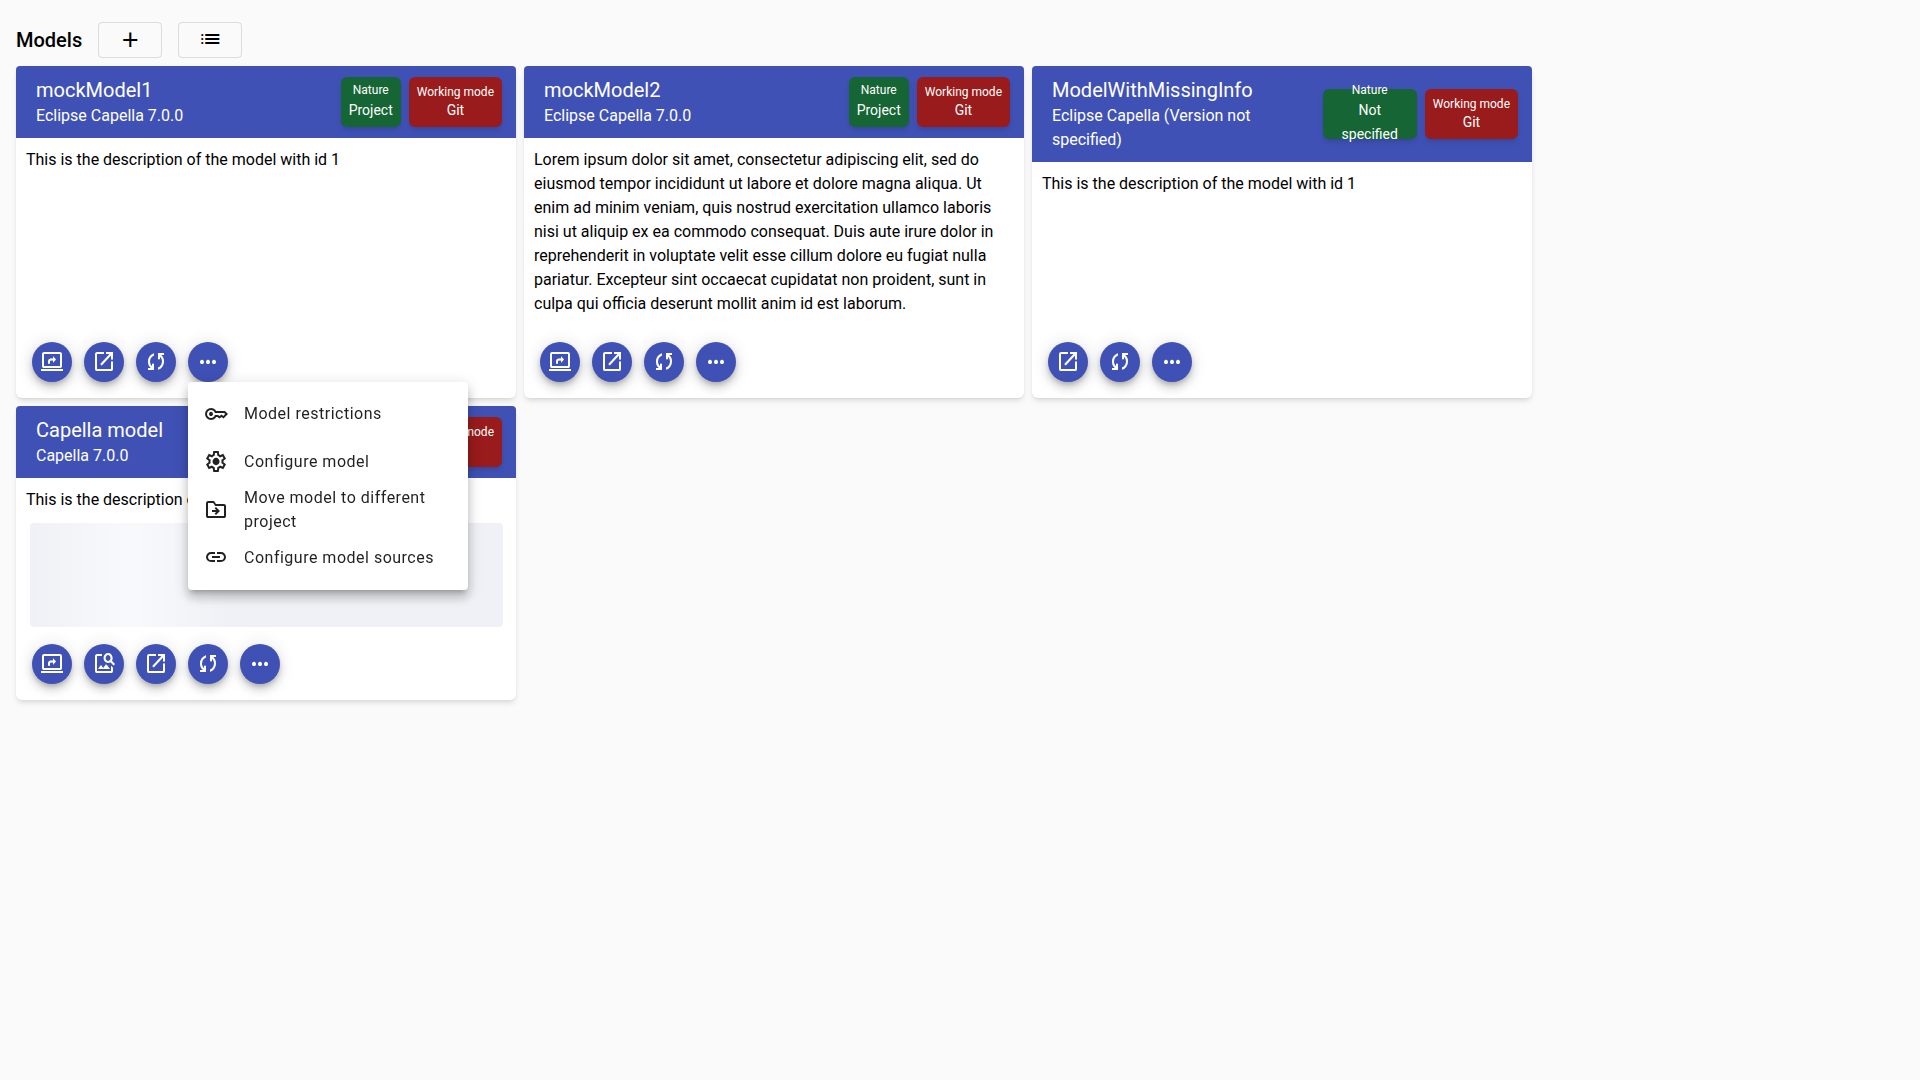 Models
mockModel1
Eclipse Capella 7.0.0
Nature
Project
Working mode
Git
This is the description of the model with id 1
mockModel2
Eclipse Capella 7.0.0
Nature
Project
Working mode
Git
Lorem ipsum dolor sit amet, consectetur adipiscing elit, sed do
eiusmod tempor incididunt ut labore et dolore magna aliqua. Ut
enim ad minim veniam, quis nostrud exercitation ullamco laboris
nisi ut aliquip ex ea commodo consequat. Duis aute irure dolor in
reprehenderit in voluptate velit esse cillum dolore eu fugiat nulla
pariatur. Excepteur sint occaecat cupidatat non proident, sunt in
culpa qui officia deserunt mollit anim id est laborum.
ModelWithMissingInfo
Eclipse Capella (Version not
specified)
Nature
Not
specified
Working mode
Git
This is the description of the model with id 1
Model restrictions
Configure model
Move model to different
project
Configure model sources
Capella model
Capella 7.0.0
This is the description